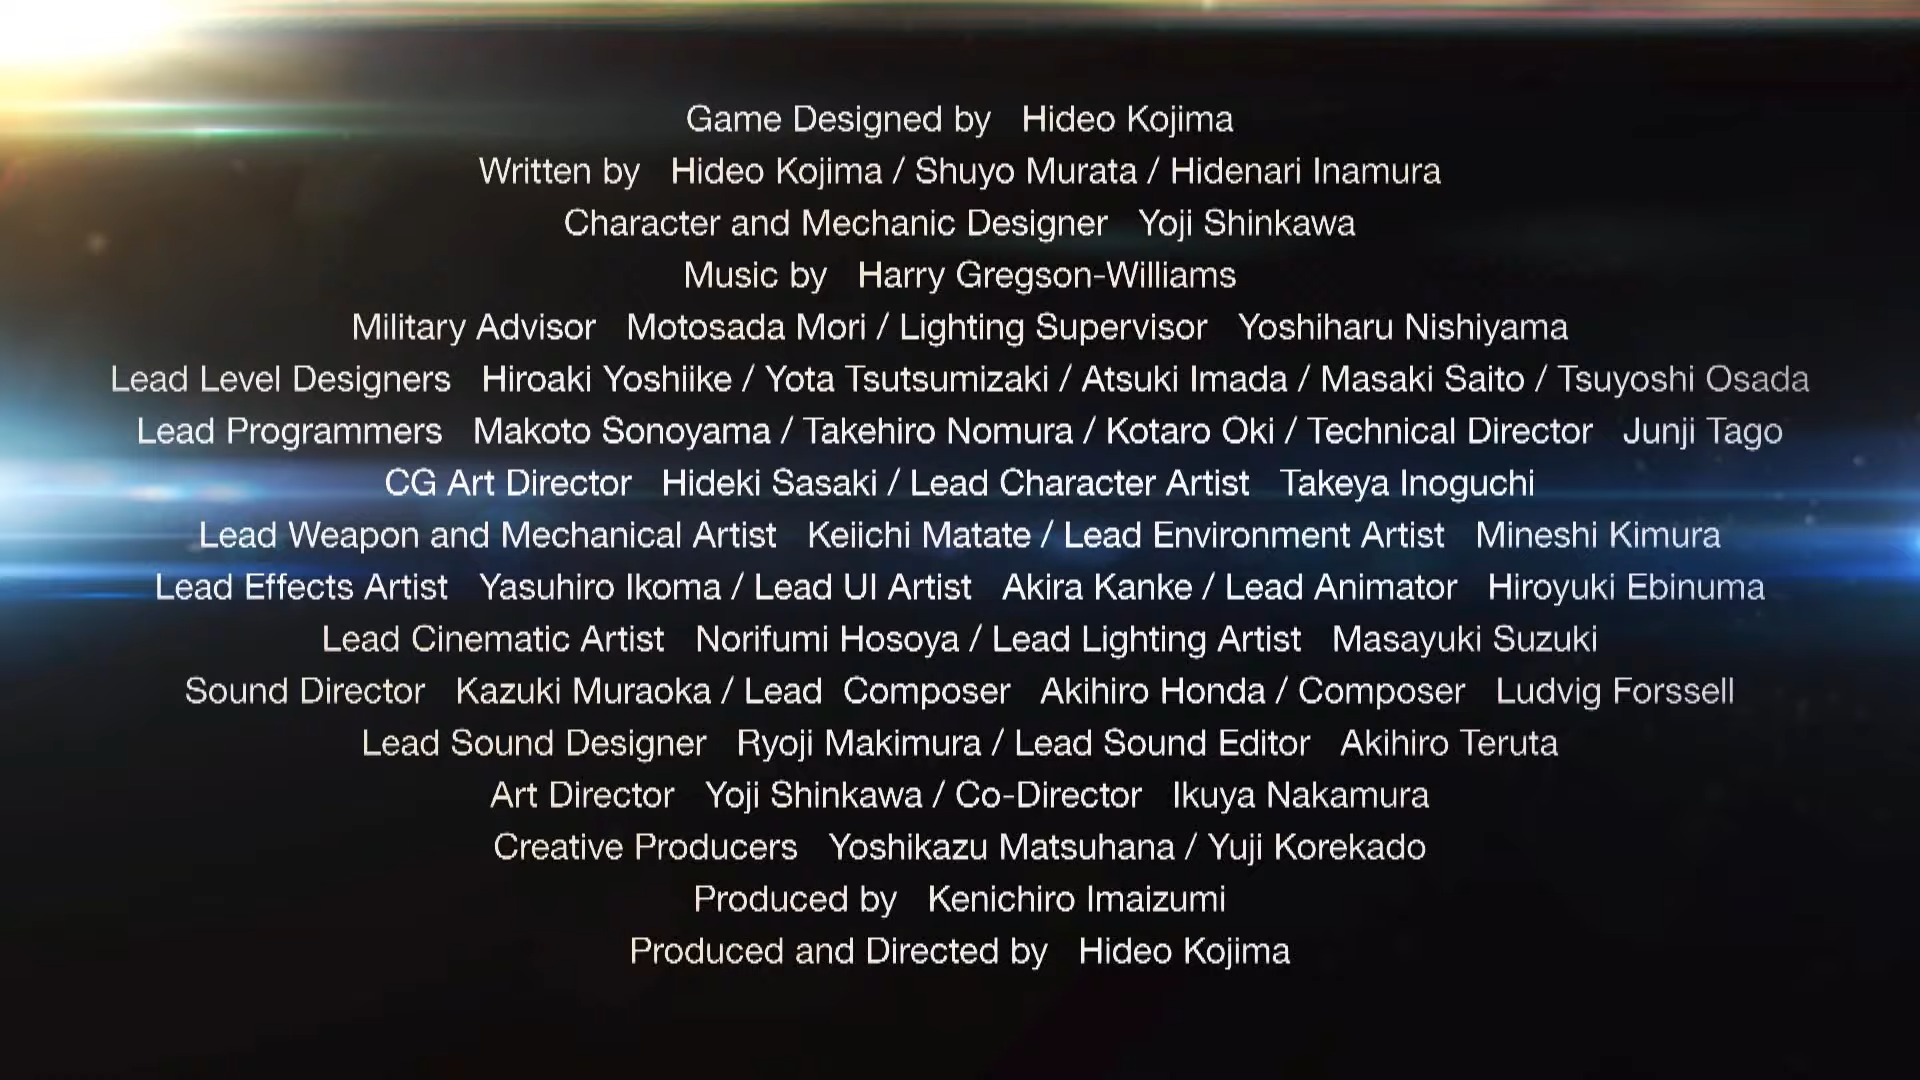 Game Designed by Hideo Kojima
Written by Hideo Kojima / Shuyo Murata / Hidenari Inamura
Character and Mechanic Designer Yoji Shinkawa
Music by Harry Gregson-Williams
Military Advisor Motosada Mori / Lighting Supervisor Yoshiharu Nishiyama
Lead Level Designers Hiroaki Yoshiike / Yota Tsutsumizaki / Atsuki Imada / Masaki Saito / Tsuyoshi Osada
Lead Programmers Makoto Sonoyama / Takehiro Nomura / Kotaro Oki / Technical Director Junji Tago
CG Art Director Hideki Sasaki / Lead Character Artist Takeya Inoguchi
Lead Weapon and Mechanical Artist Keiichi Matate / Lead Environment Artist Mineshi Kimura
Lead Effects Artist Yasuhiro Ikoma / Lead UI Artist Akira Kanke / Lead Animator Hiroyuki Ebinuma
Lead Cinematic Artist Norifumi Hosoya / Lead Lighting Artist Masayuki Suzuki
Sound Director Kazuki Muraoka / Lead Composer Akihiro Honda / Composer Ludvig Forssell
Lead Sound Designer Ryoji Makimura / Lead Sound Editor Akihiro Teruta
Art Director Yoji Shinkawa / Co-Director Ikuya Nakamura
Creative Producers Yoshikazu Matsuhana / Yuji Korekado
Produced by Kenichiro Imaizumi
Produced and Directed by Hideo Kojima